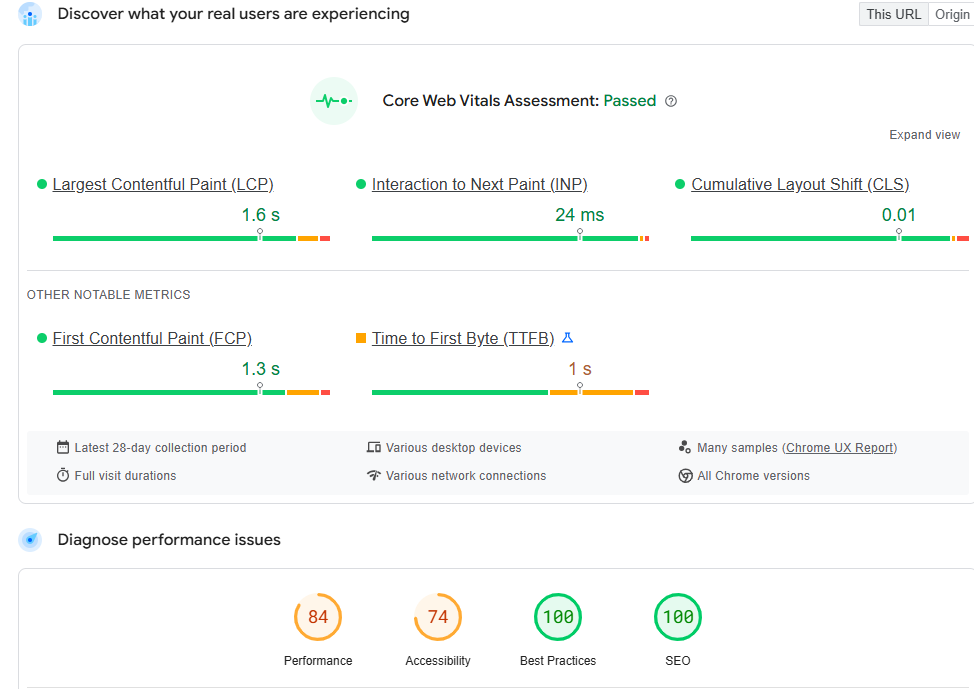 Discover what your real users are experiencing
This URL Origin
Core Web Vitals Assessment: Passed
Expand view
Largest Contentful Paint (LCP) Interaction to Next Paint (INP) Cumulative Layout Shift (CLS)
1.6 s 24 ms 0.01
OTHER NOTABLE METRICS
First Contentful Paint (FCP) Time to First Byte (TTFB)
1.3 s 1 s
Latest 28-day collection period Various desktop devices Many samples (Chrome UX Report)
Full visit durations Various network connections All Chrome versions
Diagnose performance issues
84 74 100 100
Performance Accessibility Best Practices SEO